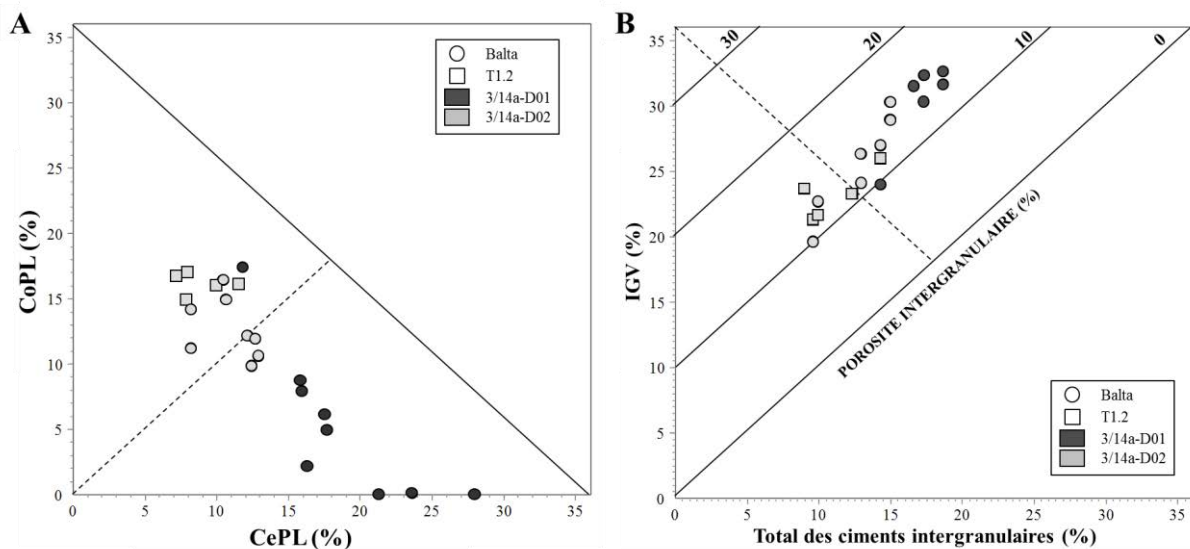 A
CoPL (%)
35
30
25
20
15
10
5
0
0 5 10 15 20 25 30 35
CePL (%)
Balta
T1.2
3/14a-D01
3/14a-D02
B
IGV (%)
35
30
25
20
15
10
5
0
30 20 10 0
POROSITE INTERGRANULAIRE (%)
Balta
T1.2
3/14a-D01
3/14a-D02
0 5 10 15 20 25 30 35
Total des ciments intergranulaires (%)